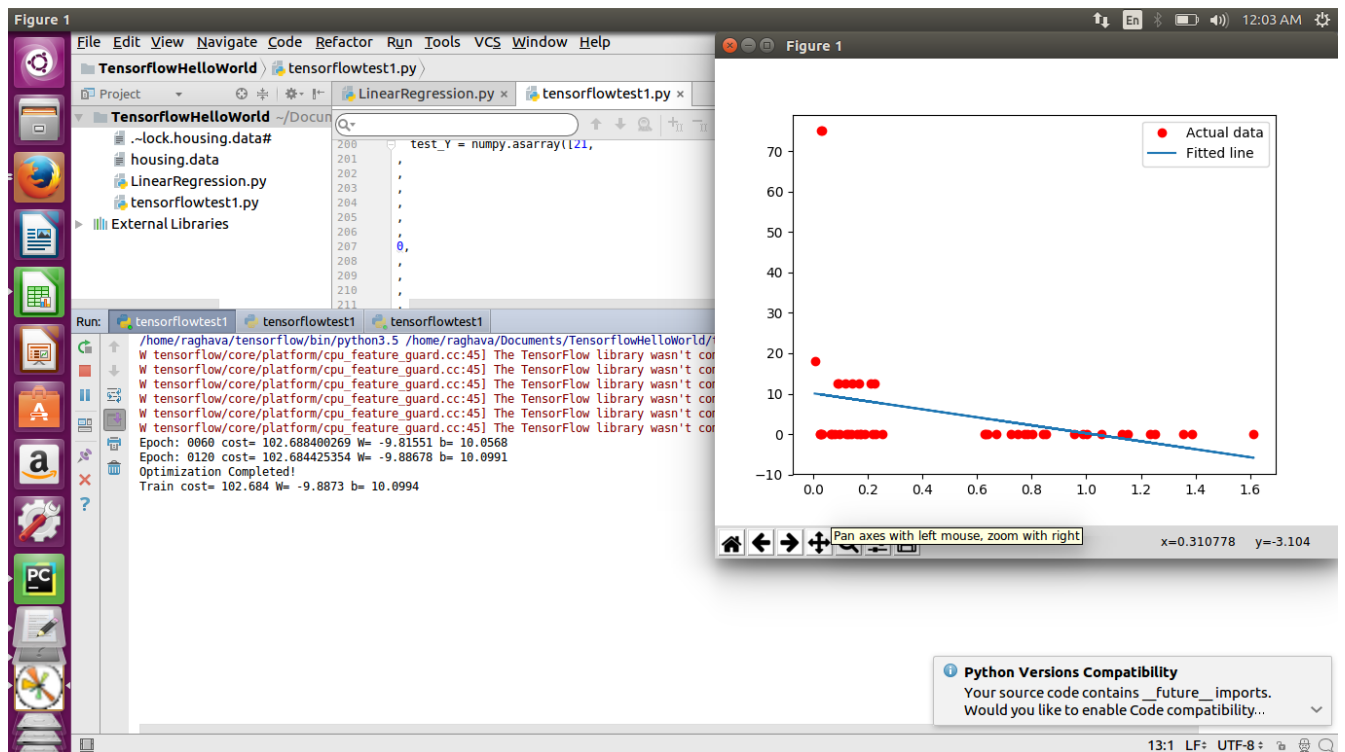 Figure 1
En
12:03 AM
File Edit View Navigate Code Refactor Run Tools VCS Window Help
TensorflowHelloWorld tensorflowtest1.py
Project
LinearRegression.py × tensorflowtest1.py ×
TensorflowHelloWorld ~/Docun
.~lock.housing.data#
housing.data
LinearRegression.py
tensorflowtest1.py
External Libraries
200 test_Y = numpy.asarray([21,
201 ,
202 ,
203 ,
204 ,
205 ,
206 ,
207 0,
208 ,
209 ,
210 ,
211 ,
Run: tensorflowtest1 tensorflowtest1 tensorflowtest1
/home/raghava/tensorflow/bin/python3.5 /home/raghava/Documents/TensorflowHelloWorld/t
W tensorflow/core/platform/cpu_feature_guard.cc:45] The TensorFlow library wasn't con
W tensorflow/core/platform/cpu_feature_guard.cc:45] The TensorFlow library wasn't con
W tensorflow/core/platform/cpu_feature_guard.cc:45] The TensorFlow library wasn't con
W tensorflow/core/platform/cpu_feature_guard.cc:45] The TensorFlow library wasn't con
W tensorflow/core/platform/cpu_feature_guard.cc:45] The TensorFlow library wasn't con
W tensorflow/core/platform/cpu_feature_guard.cc:45] The TensorFlow library wasn't con
Epoch: 0060 cost= 102.688400269 W= -9.81551 b= 10.0568
Epoch: 0120 cost= 102.684425354 W= -9.88678 b= 10.0991
Optimization Completed!
Train cost= 102.684 W= -9.8873 b= 10.0994
Figure 1
Actual data
Fitted line
70
60
50
40
30
20
10
0
−10
0.0 0.2 0.4 0.6 0.8 1.0 1.2 1.4 1.6
Pan axes with left mouse, zoom with right
x=0.310778 y=-3.104
Python Versions Compatibility
Your source code contains __future__ imports.
Would you like to enable Code compatibility...
13:1 LF÷ UTF-8÷
a
PC